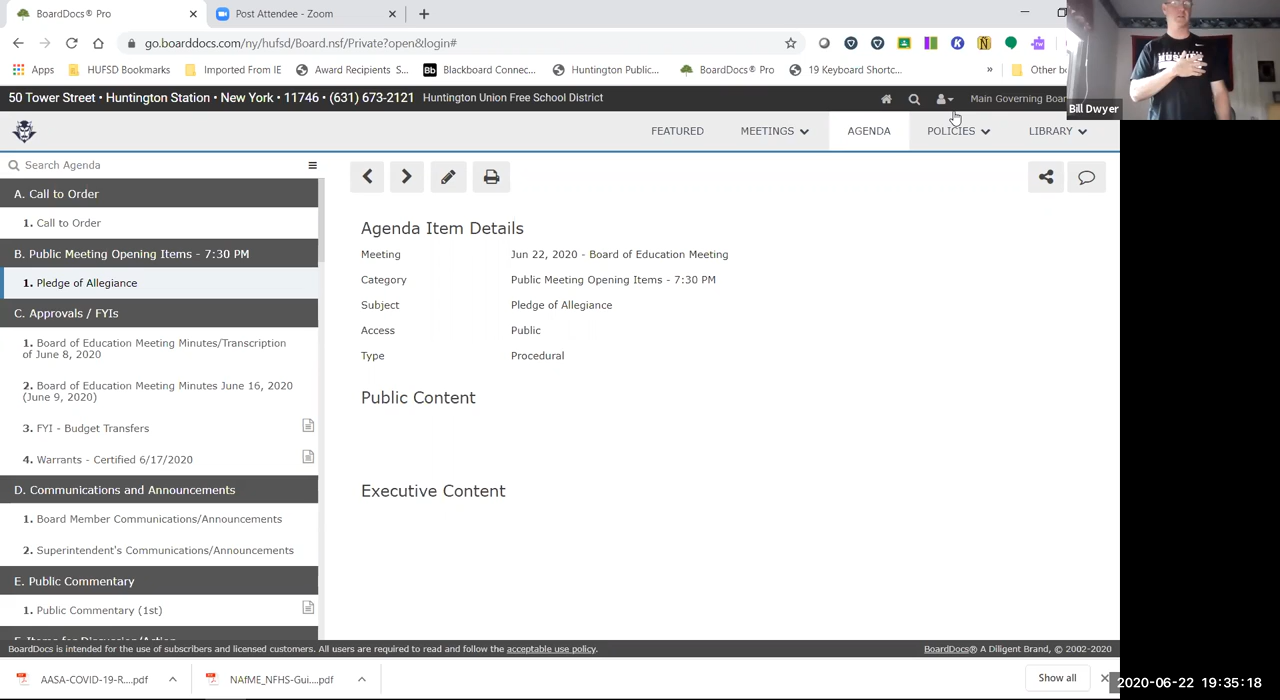 BoardDocs® Pro
Post Attendee - Zoom
go.boarddocs.com/ny/hufsd/Board.nsf/Private?open&login#
Apps
HUFSD Bookmarks
Imported From IE
Award Recipients S...
Blackboard Connec...
Huntington Public...
BoardDocs® Pro
19 Keyboard Shortc...
»
Other b
50 Tower Street • Huntington Station • New York • 11746 • (631) 673-2121
Huntington Union Free School District
Main Governing Boar
Bill Dwyer
FEATURED
MEETINGS
AGENDA
POLICIES
LIBRARY
Search Agenda
A. Call to Order
1. Call to Order
B. Public Meeting Opening Items - 7:30 PM
1. Pledge of Allegiance
C. Approvals / FYIs
1. Board of Education Meeting Minutes/Transcription
of June 8, 2020
2. Board of Education Meeting Minutes June 16, 2020
(June 9, 2020)
3. FYI - Budget Transfers
4. Warrants - Certified 6/17/2020
D. Communications and Announcements
1. Board Member Communications/Announcements
2. Superintendent's Communications/Announcements
E. Public Commentary
1. Public Commentary (1st)
F. Items for Discussion/Action
Agenda Item Details
Meeting
Jun 22, 2020 - Board of Education Meeting
Category
Public Meeting Opening Items - 7:30 PM
Subject
Pledge of Allegiance
Access
Public
Type
Procedural
Public Content
Executive Content
BoardDocs is intended for the use of subscribers and licensed customers. All users are required to read and follow the acceptable use policy.
BoardDocs® A Diligent Brand, © 2002-2020
AASA-COVID-19-R....pdf
NAfME_NFHS-Gui....pdf
Show all
2020-06-22 19:35:18